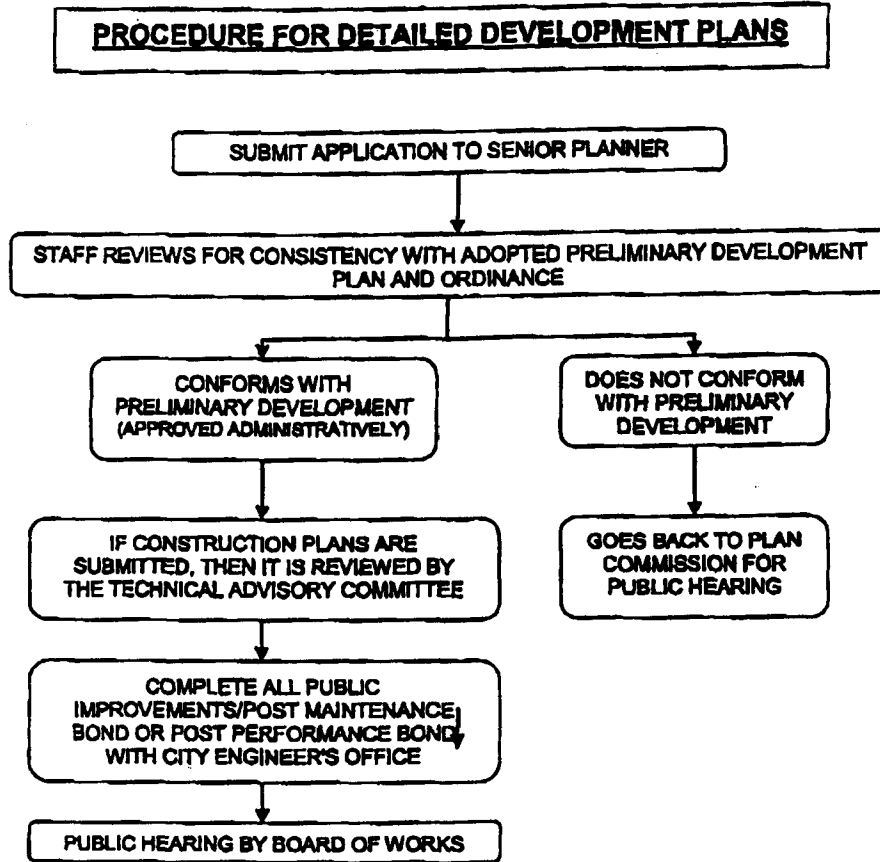 PROCEDURE FOR DETAILED DEVELOPMENT PLANS
SUBMIT APPLICATION TO SENIOR PLANNER
STAFF REVIEWS FOR CONSISTENCY WITH ADOPTED PRELIMINARY DEVELOPMENT
PLAN AND ORDINANCE
CONFORMS WITH
PRELIMINARY DEVELOPMENT
(APPROVED ADMINISTRATIVELY)
DOES NOT CONFORM
WITH PRELIMINARY
DEVELOPMENT
IF CONSTRUCTION PLANS ARE
SUBMITTED, THEN IT IS REVIEWED BY
THE TECHNICAL ADVISORY COMMITTEE
GOES BACK TO PLAN
COMMISSION FOR
PUBLIC HEARING
COMPLETE ALL PUBLIC
IMPROVEMENTS/POST MAINTENANCE
BOND OR POST PERFORMANCE BOND
WITH CITY ENGINEER'S OFFICE
PUBLIC HEARING BY BOARD OF WORKS